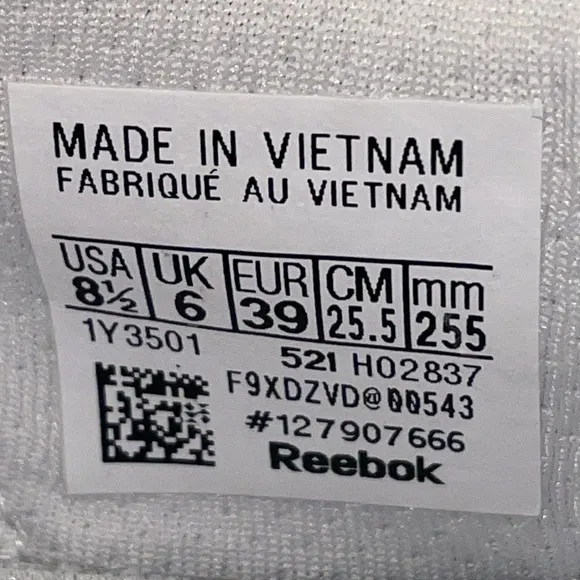 MADE IN VIETNAM
FABRIQUÉ AU VIETNAM
USA UK EUR CM mm
8½ 6 39 25.5 255
1Y3501 521 H02837
F9XDZVD@00543
#127907666
Reebok